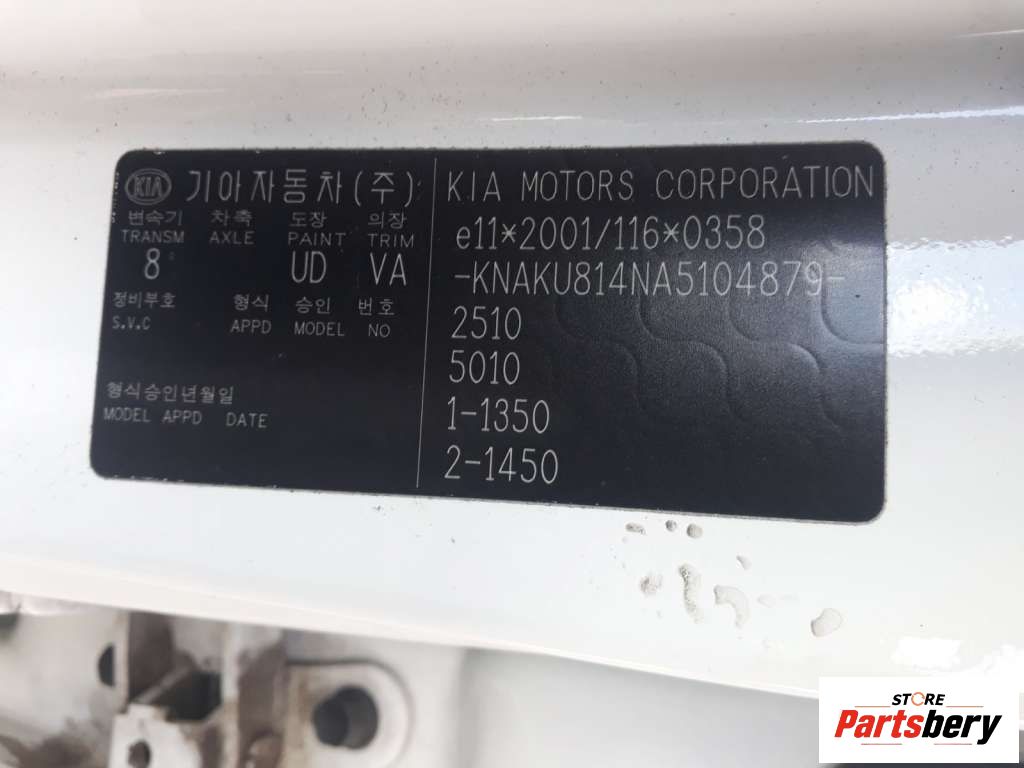 KIA 기아자동차(주)
변속기 차축 도장 의장
TRANSM AXLE PAINT TRIM
8 UD VA
정비부호 형식 승인 번호
S.V.C APPD MODEL NO
형식승인년월일
MODEL APPD DATE
KIA MOTORS CORPORATION
e11*2001/116*0358
-KNAKU814NA5104879-
2510
5010
1-1350
2-1450
STORE
Partsbery